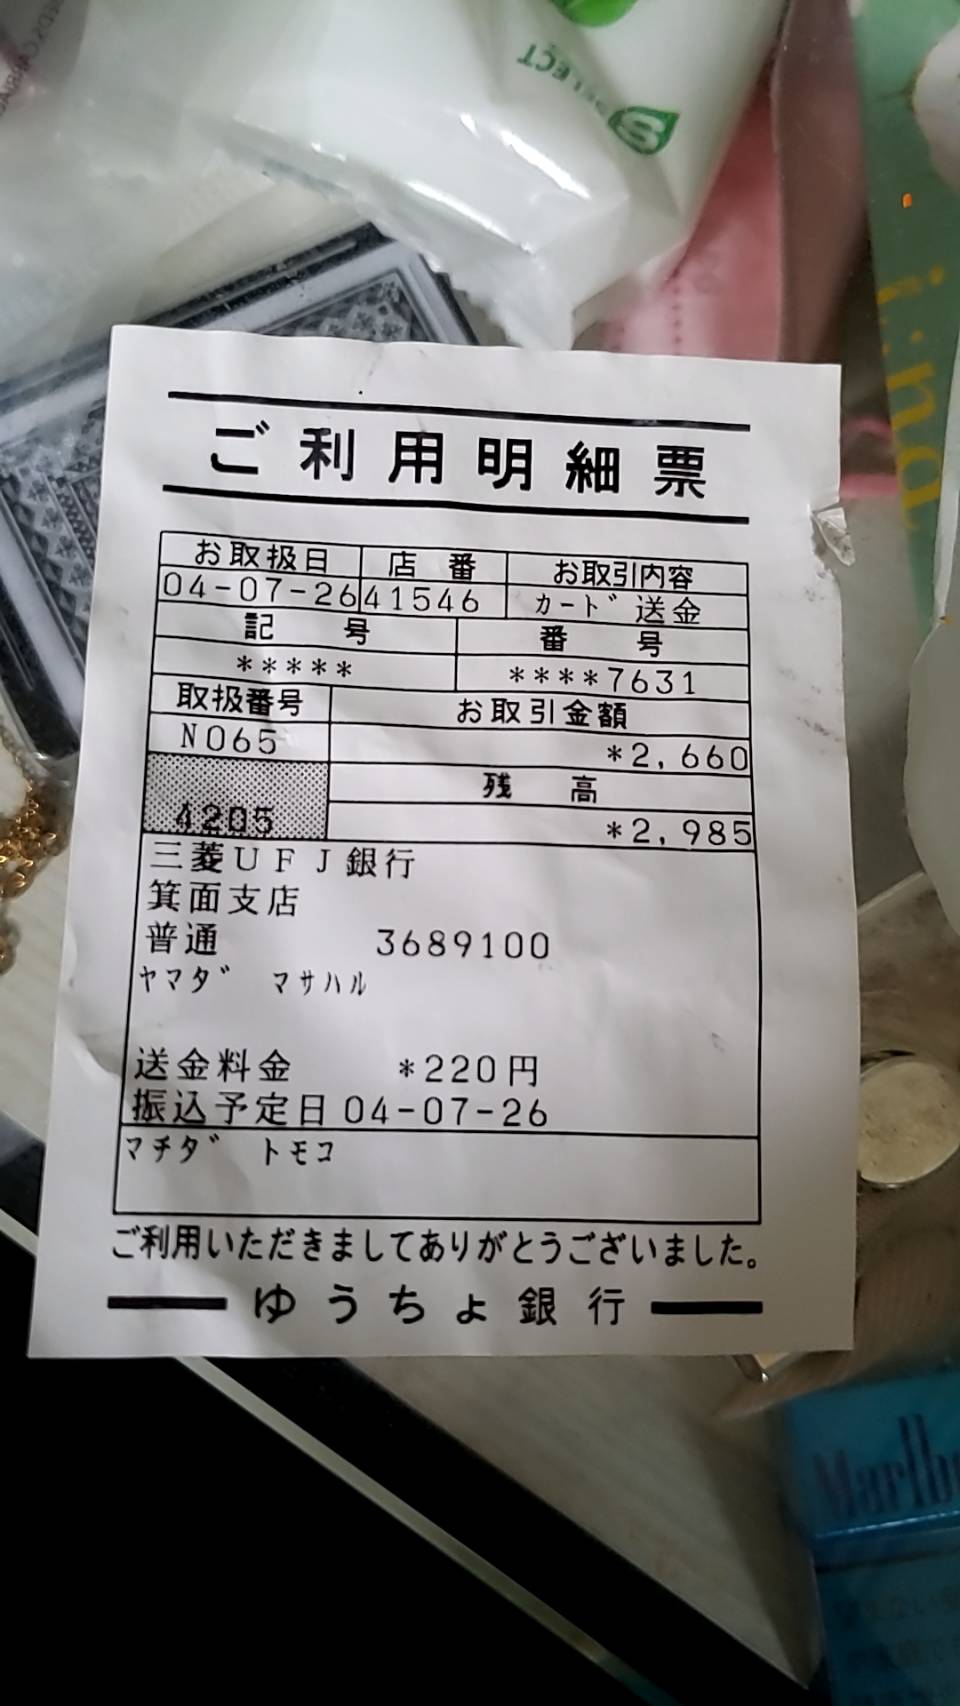 SELECT
i:nd
ご利用明細票
お取扱日 店番 お取引内容
04-07-26 41546 カード送金
記号 番号
***** ****7631
取扱番号 お取引金額
N065 *2,660
残高
4205 *2,985
三菱UFJ銀行
箕面支店
普通 3689100
ヤマダ マサハル
送金料金 *220円
振込予定日 04-07-26
マチダ トモコ
ご利用いただきましてありがとうございました。
ゆうちょ銀行
Marlbo